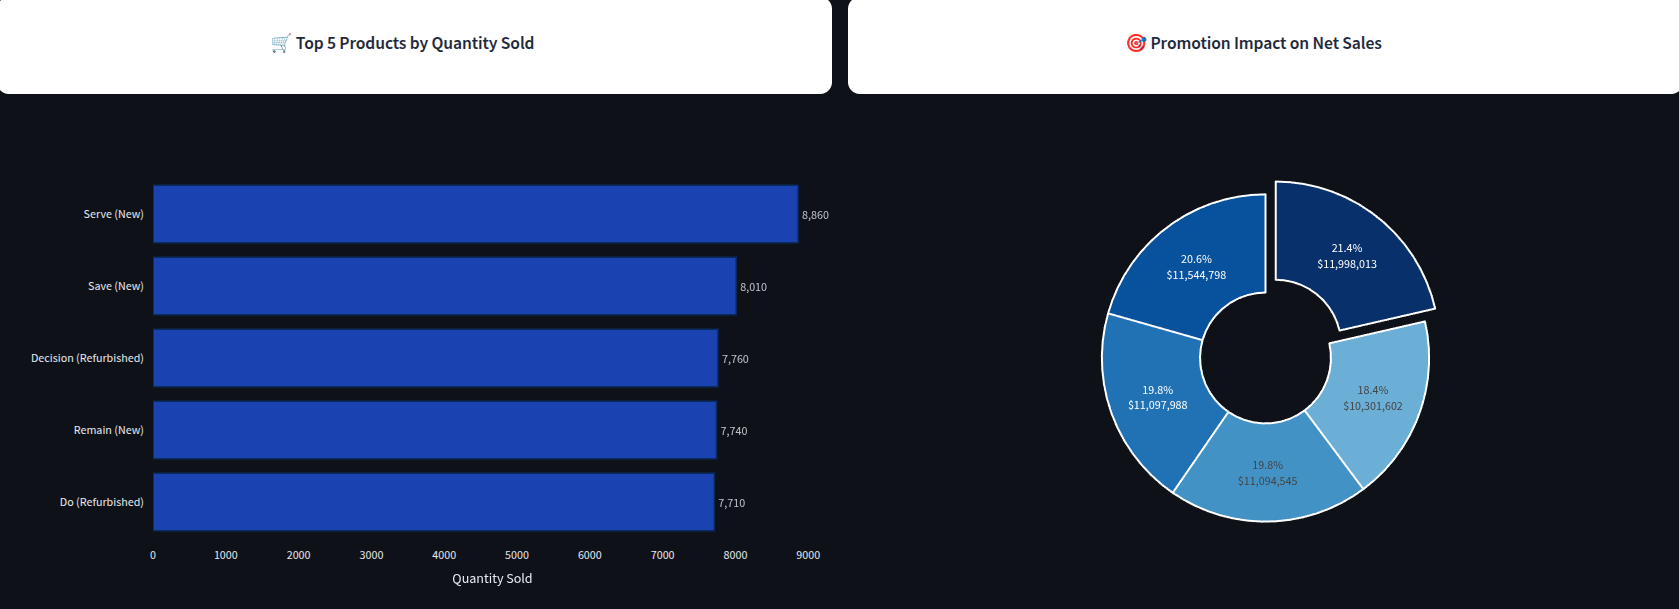 🛒 Top 5 Products by Quantity Sold
Serve (New)
8,860
Save (New)
8,010
Decision (Refurbished)
7,760
Remain (New)
7,740
Do (Refurbished)
7,710
0 1000 2000 3000 4000 5000 6000 7000 8000 9000
Quantity Sold
🎯 Promotion Impact on Net Sales
21.4%
$11,998,013
20.6%
$11,544,798
19.8%
$11,097,988
19.8%
$11,094,545
18.4%
$10,301,602